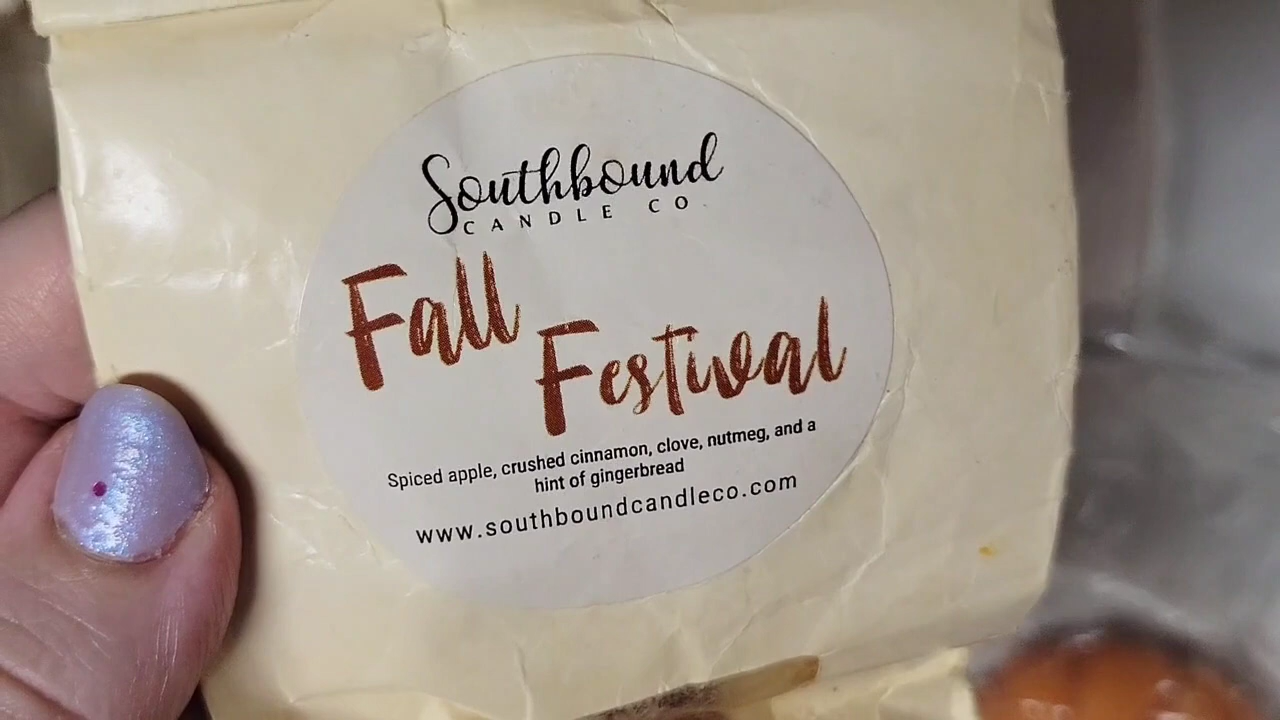 Southbound
CANDLE CO.
Fall
Festival
Spiced apple, crushed cinnamon, clove, nutmeg, and a
hint of gingerbread
www.southboundcandleco.com